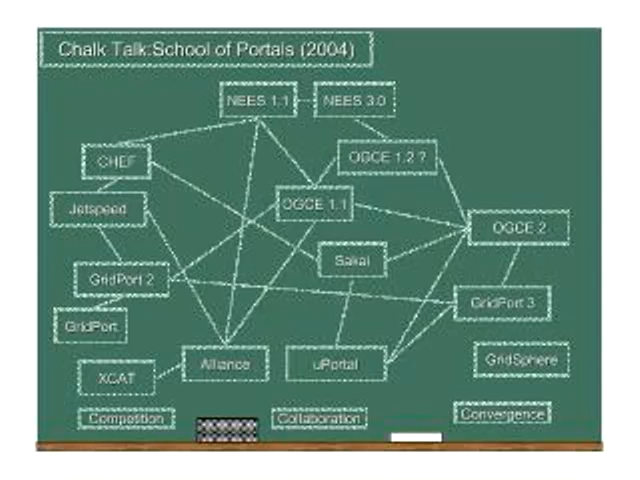 Chalk Talk:School of Portals (2004)
NEES 1.1
NEES 3.0
CHEF
OGCE 1.2 ?
Jetspeed
OGCE 1.1
OGCE 2
Sakai
GridPort 2
GridPort 3
GridPort
Alliance
uPortal
GridSphere
XCAT
Competition
Collaboration
Convergence